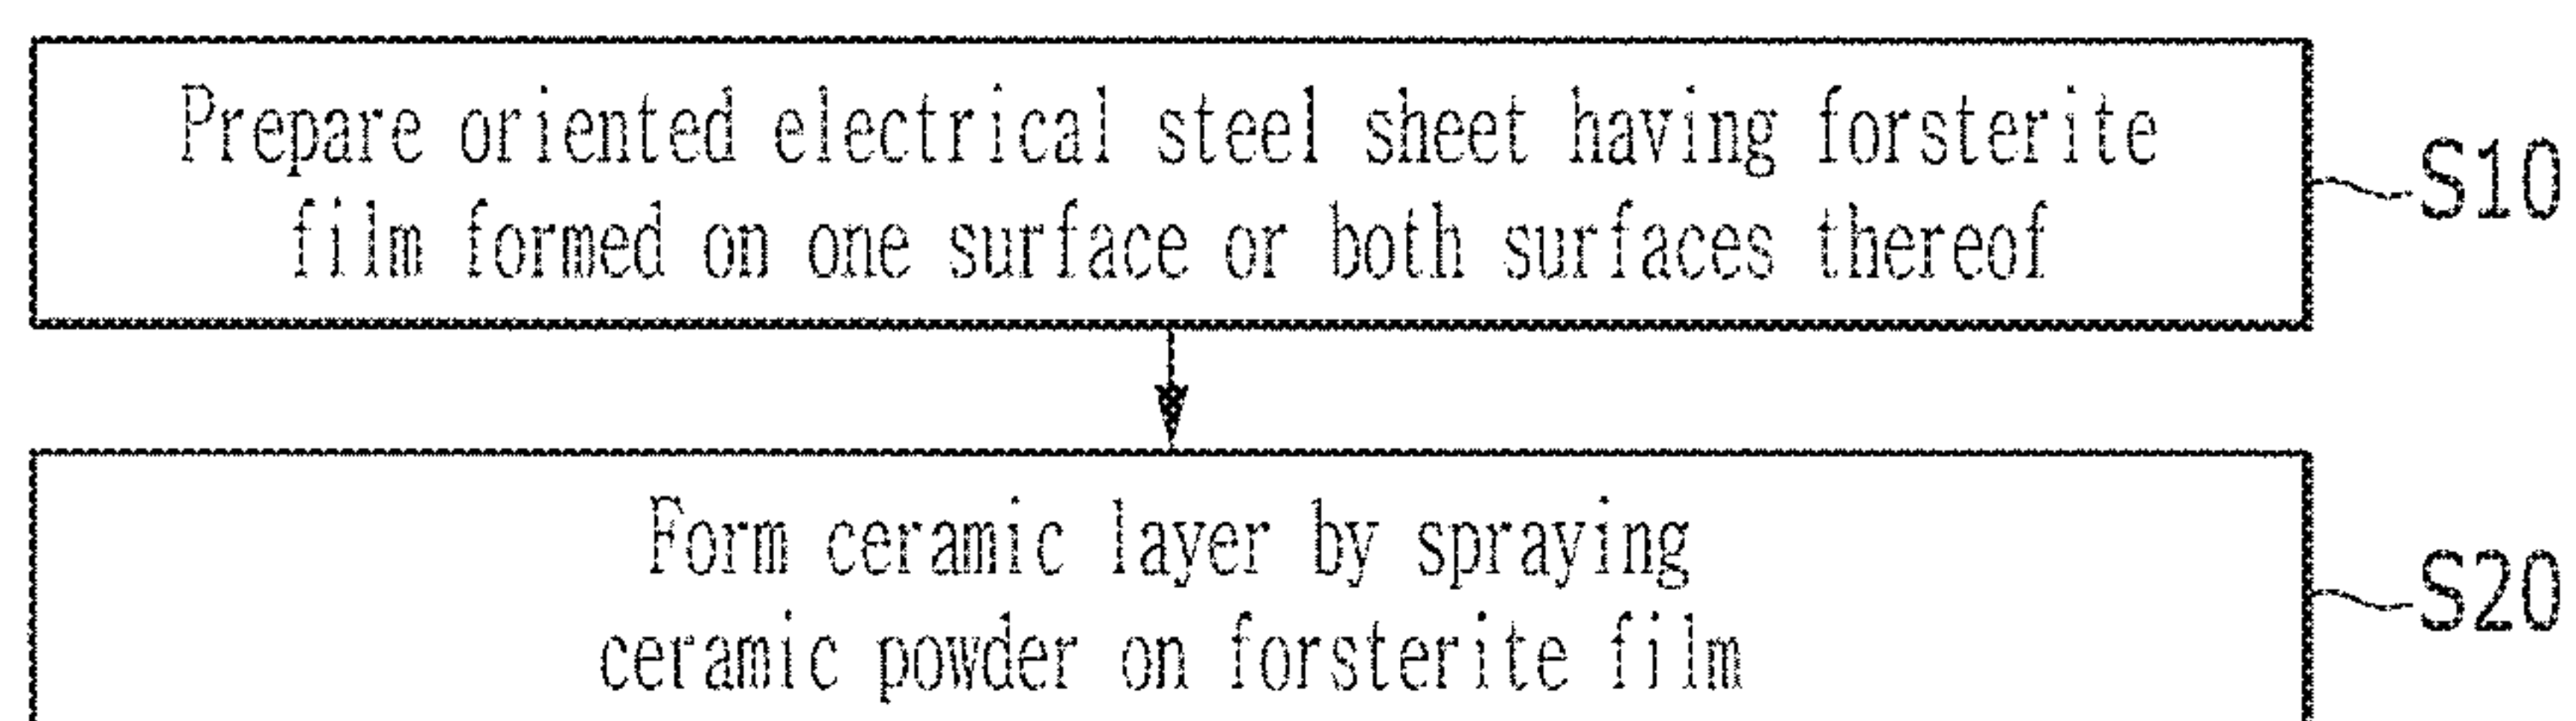 Prepare oriented electrical steel sheet having forsterite
film formed on one surface or both surfaces thereof
S10
Form ceramic layer by spraying
ceramic powder on forsterite film
S20